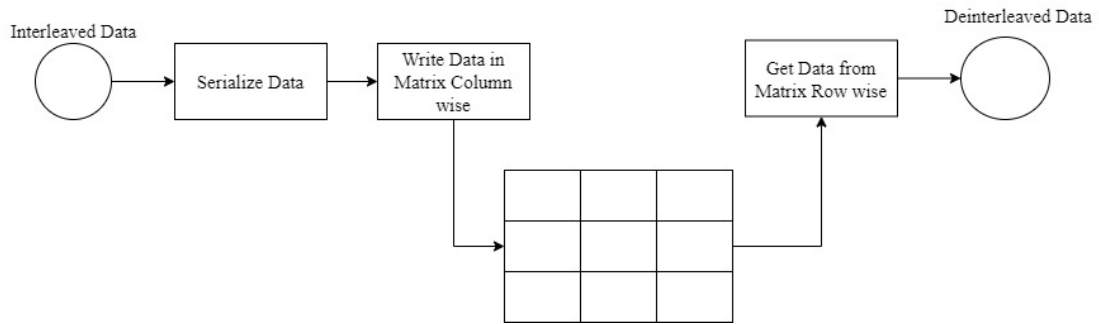 Interleaved Data
Serialize Data
Write Data in
Matrix Column
wise
Get Data from
Matrix Row wise
Deinterleaved Data